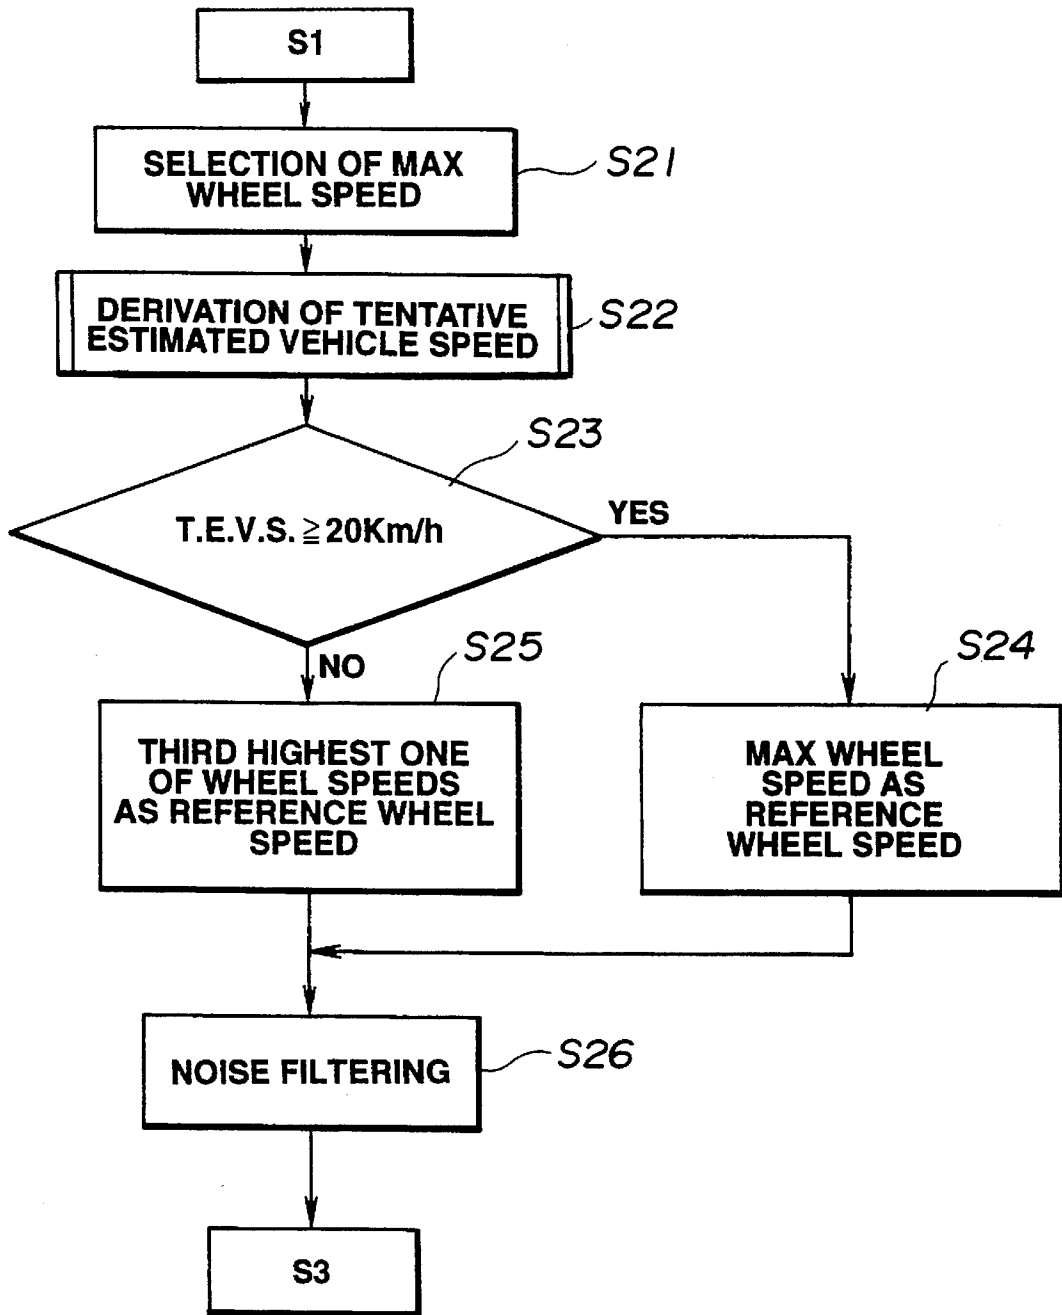 S1
SELECTION OF MAX
WHEEL SPEED
S21
DERIVATION OF TENTATIVE
ESTIMATED VEHICLE SPEED
S22
S23
T.E.V.S. ≧ 20Km/h
YES
NO
S25
S24
THIRD HIGHEST ONE
OF WHEEL SPEEDS
AS REFERENCE WHEEL
SPEED
MAX WHEEL
SPEED AS
REFERENCE
WHEEL SPEED
NOISE FILTERING
S26
S3